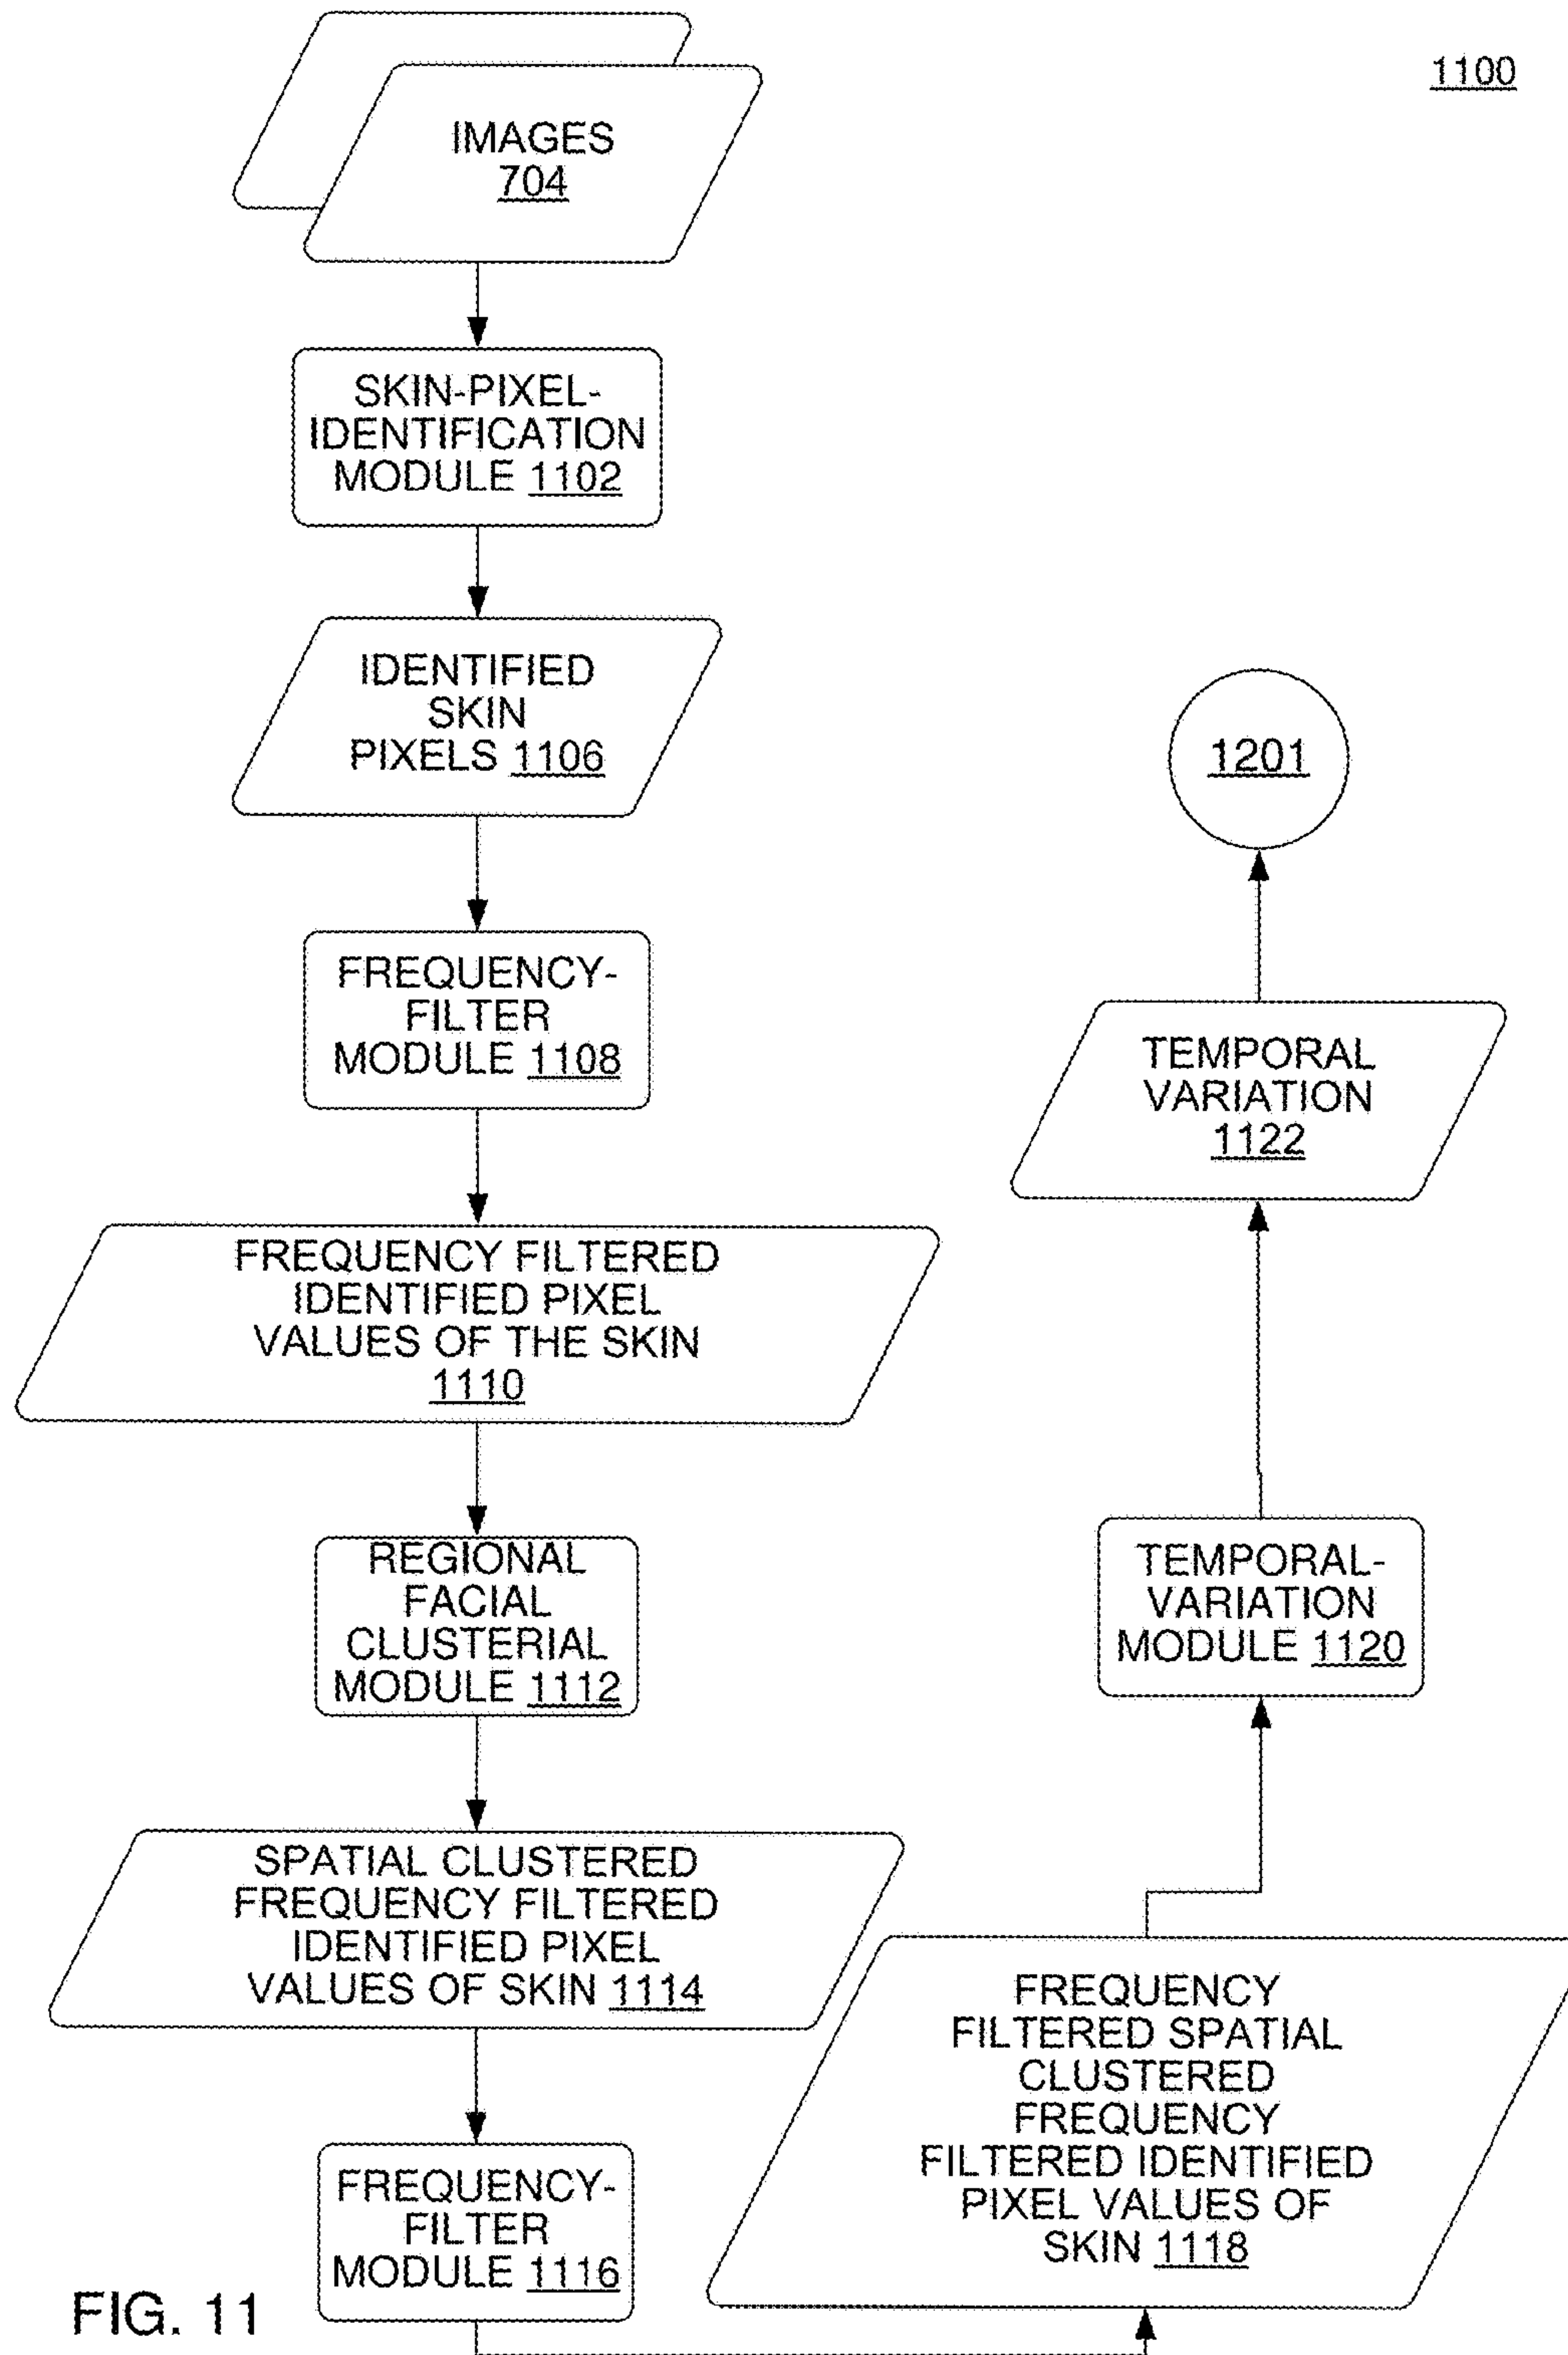 1100
IMAGES
704
SKIN-PIXEL-
IDENTIFICATION
MODULE 1102
IDENTIFIED
SKIN
PIXELS 1106
FREQUENCY-
FILTER
MODULE 1108
FREQUENCY FILTERED
IDENTIFIED PIXEL
VALUES OF THE SKIN
1110
REGIONAL
FACIAL
CLUSTERIAL
MODULE 1112
SPATIAL CLUSTERED
FREQUENCY FILTERED
IDENTIFIED PIXEL
VALUES OF SKIN 1114
FREQUENCY-
FILTER
MODULE 1116
FREQUENCY
FILTERED SPATIAL
CLUSTERED
FREQUENCY
FILTERED IDENTIFIED
PIXEL VALUES OF
SKIN 1118
TEMPORAL-
VARIATION
MODULE 1120
TEMPORAL
VARIATION
1122
1201
FIG. 11